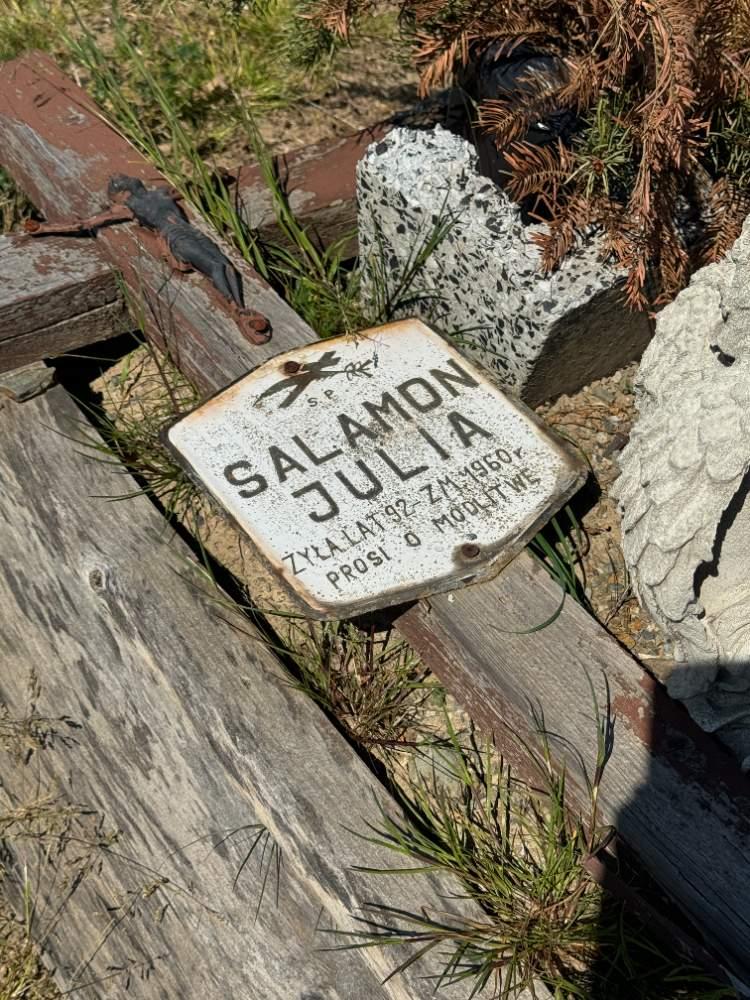 S P
SALAMON
JULIA
ŻYŁA LAT 92 ZM. 1960 r
PROSI O MODLITWĘ